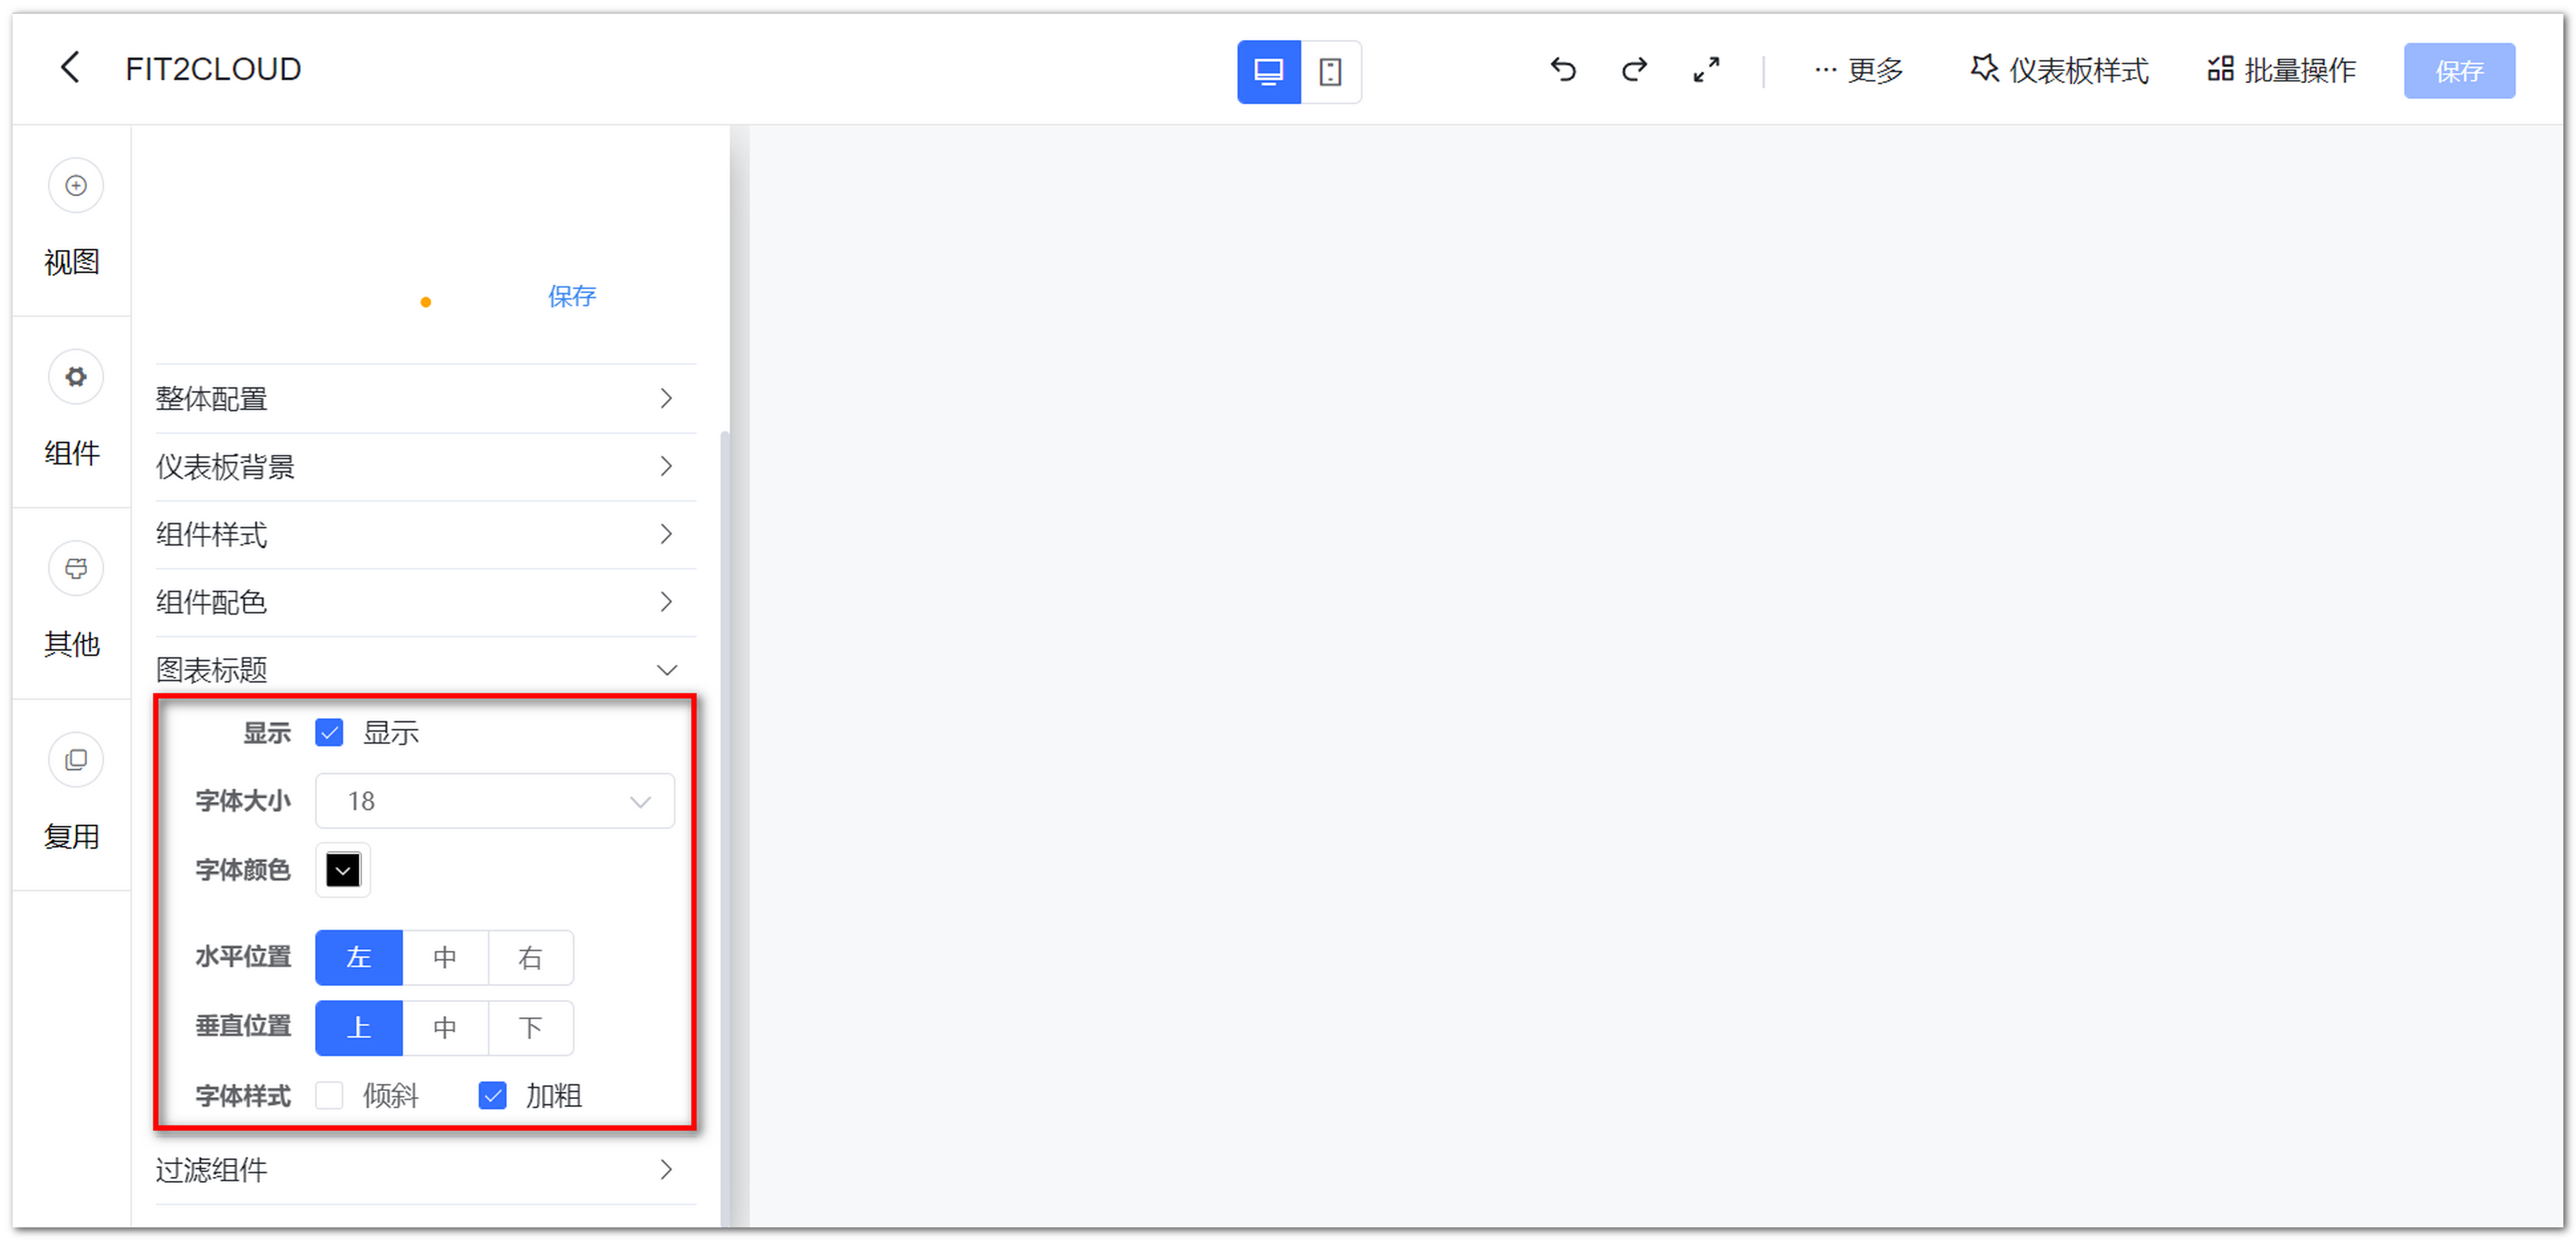 FIT2CLOUD
··· 更多 仪表板样式 批量操作 保存
视图
组件
其他
复用
保存
整体配置
仪表板背景
组件样式
组件配色
图表标题
显示 显示
字体大小 18
字体颜色
水平位置 左 中 右
垂直位置 上 中 下
字体样式 倾斜 加粗
过滤组件